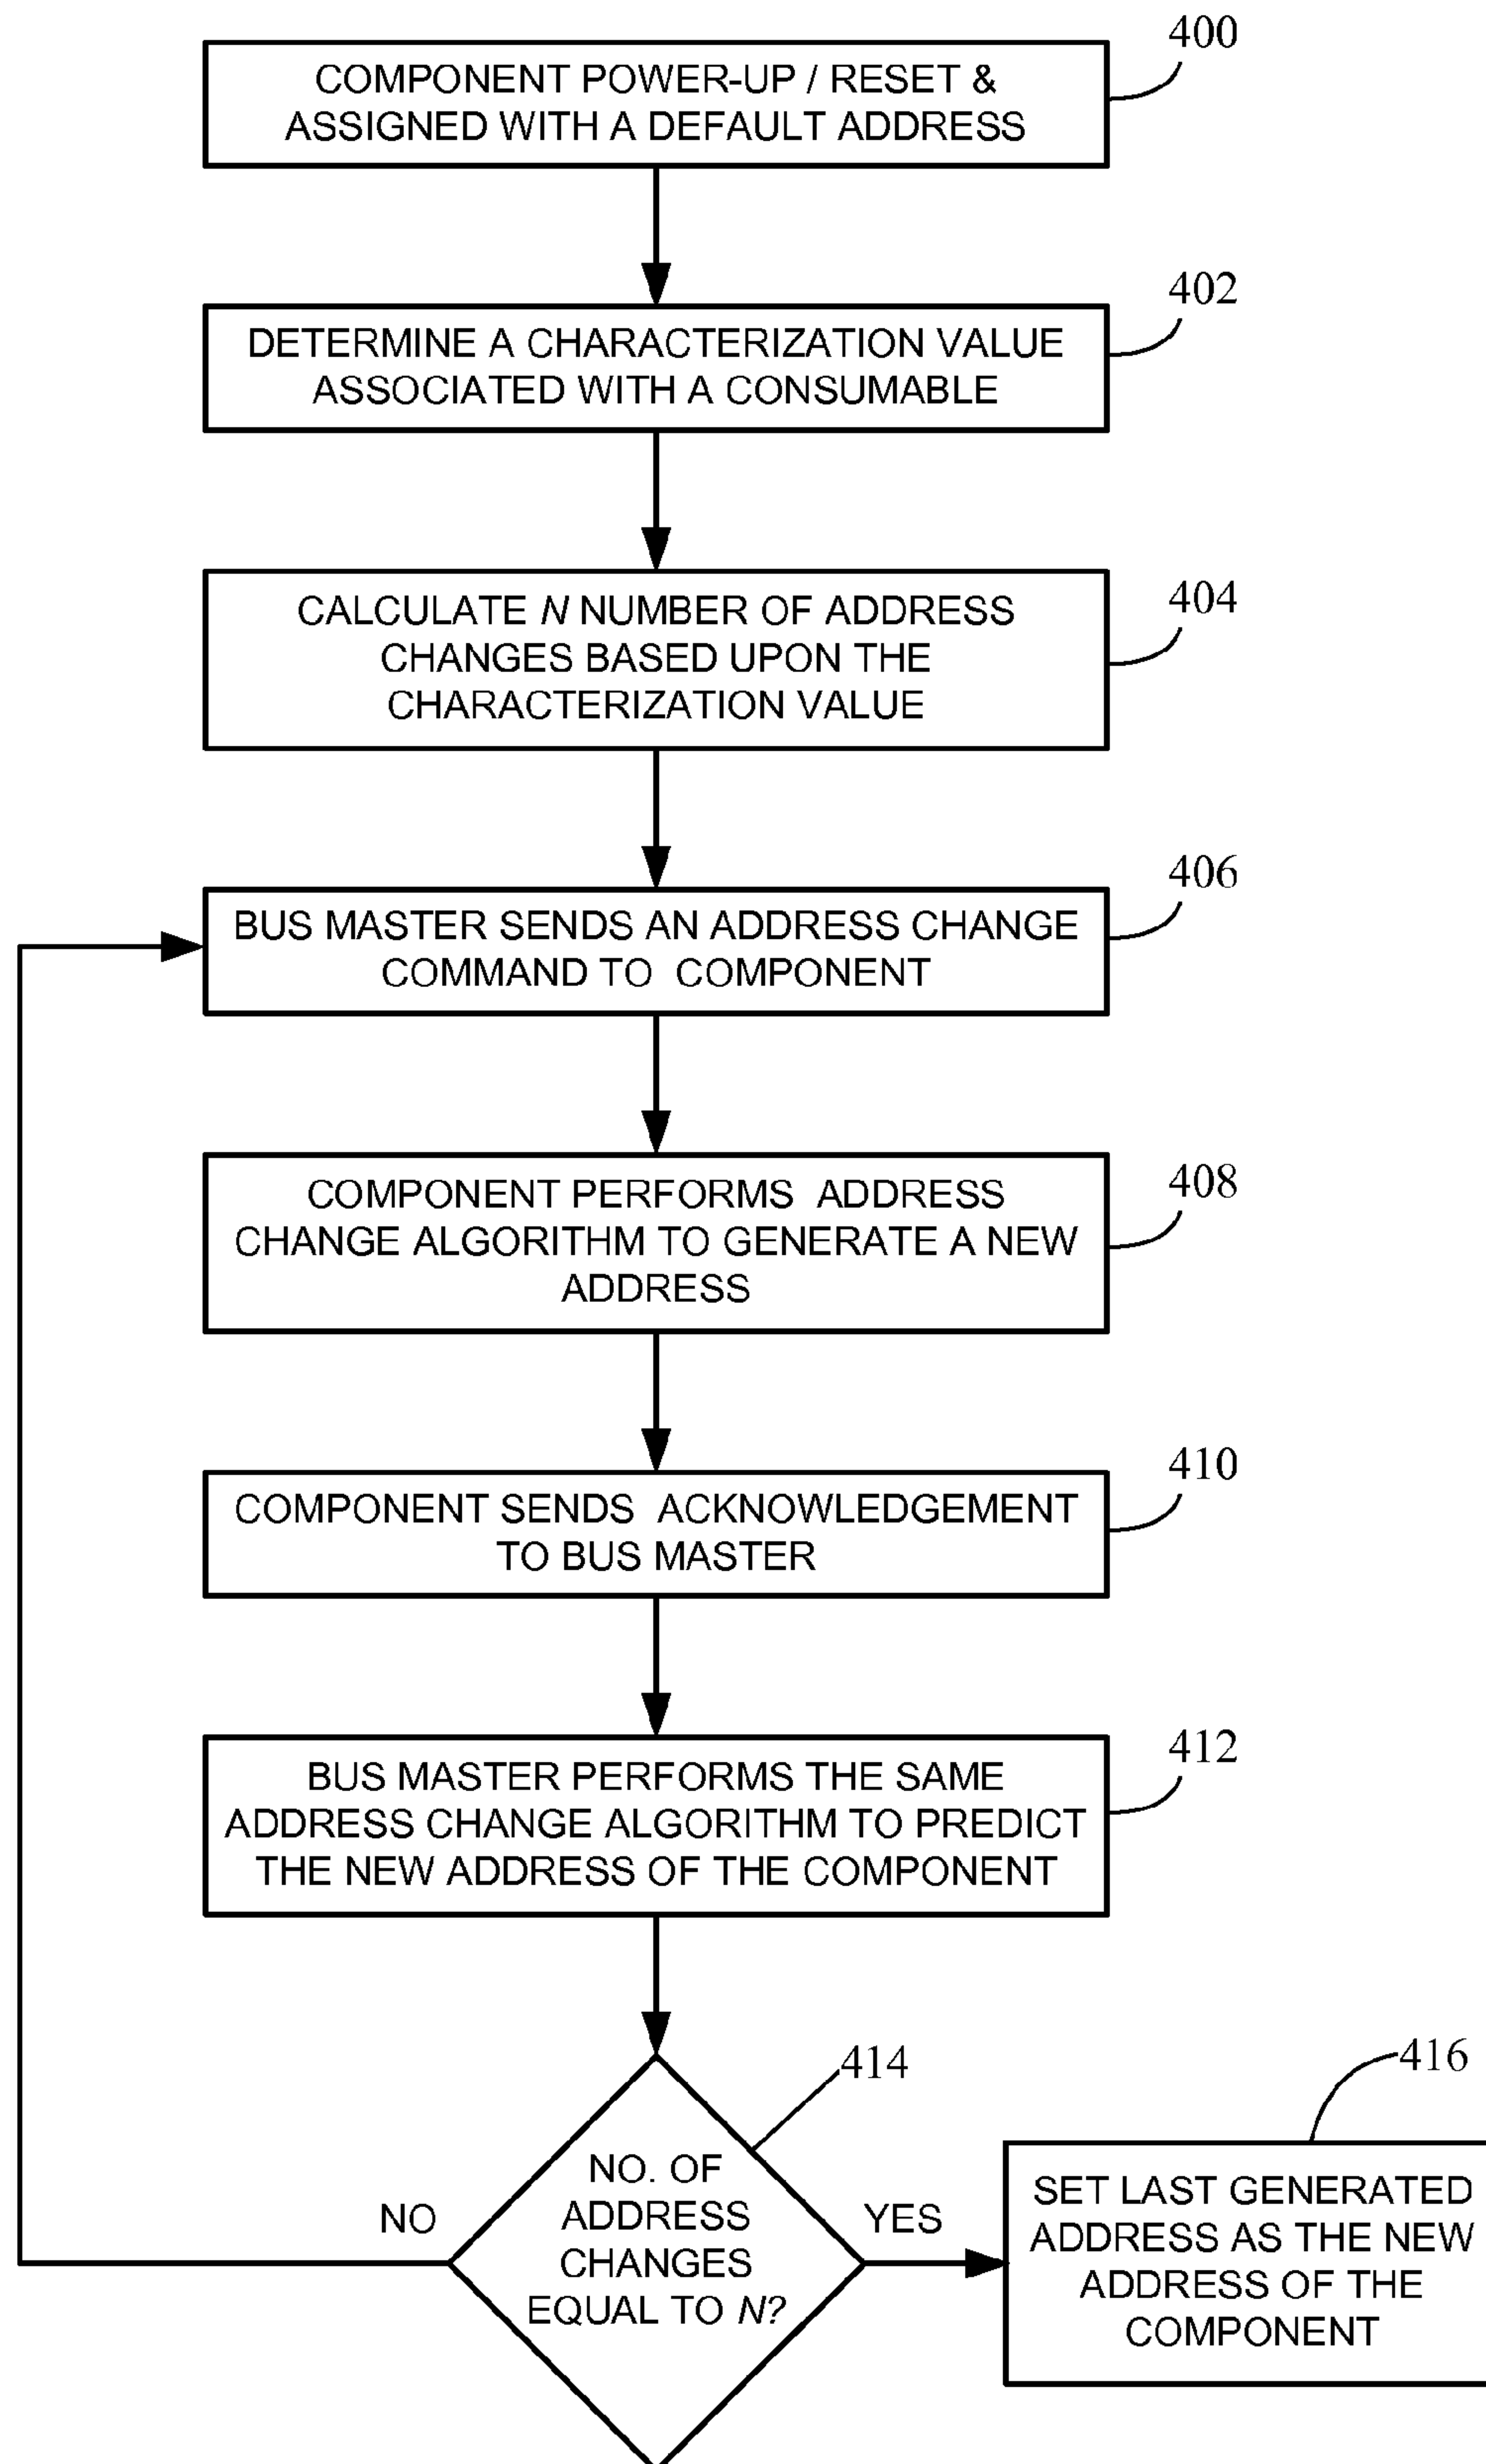 400
COMPONENT POWER-UP / RESET &
ASSIGNED WITH A DEFAULT ADDRESS
402
DETERMINE A CHARACTERIZATION VALUE
ASSOCIATED WITH A CONSUMABLE
404
CALCULATE N NUMBER OF ADDRESS
CHANGES BASED UPON THE
CHARACTERIZATION VALUE
406
BUS MASTER SENDS AN ADDRESS CHANGE
COMMAND TO COMPONENT
408
COMPONENT PERFORMS ADDRESS
CHANGE ALGORITHM TO GENERATE A NEW
ADDRESS
410
COMPONENT SENDS ACKNOWLEDGEMENT
TO BUS MASTER
412
BUS MASTER PERFORMS THE SAME
ADDRESS CHANGE ALGORITHM TO PREDICT
THE NEW ADDRESS OF THE COMPONENT
414
NO. OF
ADDRESS
CHANGES
EQUAL TO N?
NO
YES
416
SET LAST GENERATED
ADDRESS AS THE NEW
ADDRESS OF THE
COMPONENT